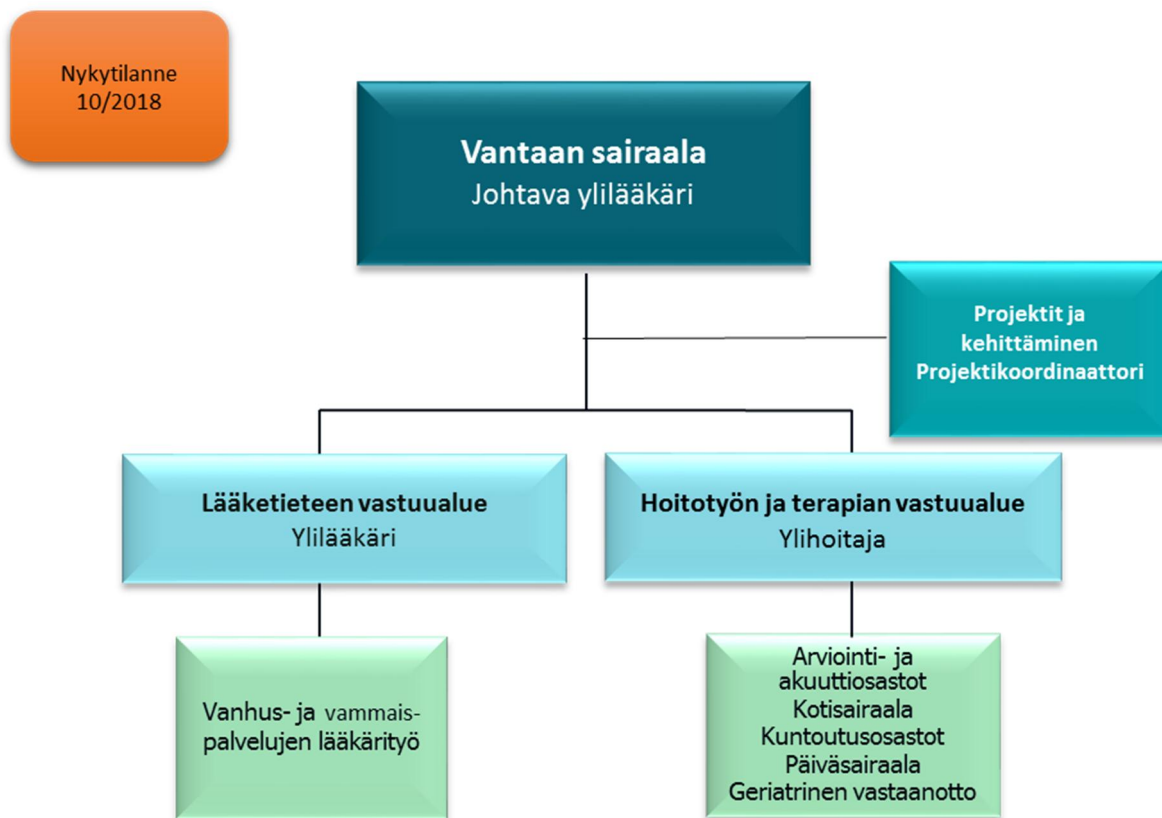 Nykytilanne
10/2018
Vantaan sairaala
Johtava ylilääkäri
Projektit ja
kehittäminen
Projektikoordinaattori
Lääketieteen vastuualue
Ylilääkäri
Hoitotyön ja terapian vastuualue
Ylihoitaja
Vanhus- ja vammais-
palvelujen lääkärityö
Arviointi- ja
akuuttiosastot
Kotisairaala
Kuntoutusosastot
Päiväsairaala
Geriatrinen vastaanotto